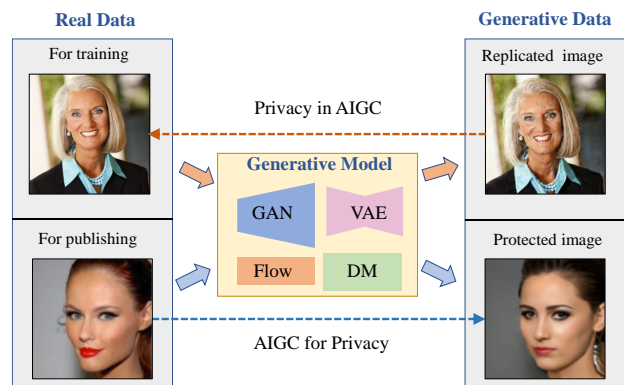 Real Data
Generative Data
For training
Replicated image
Privacy in AIGC
Generative Model
GAN
VAE
For publishing
Protected image
Flow
DM
AIGC for Privacy